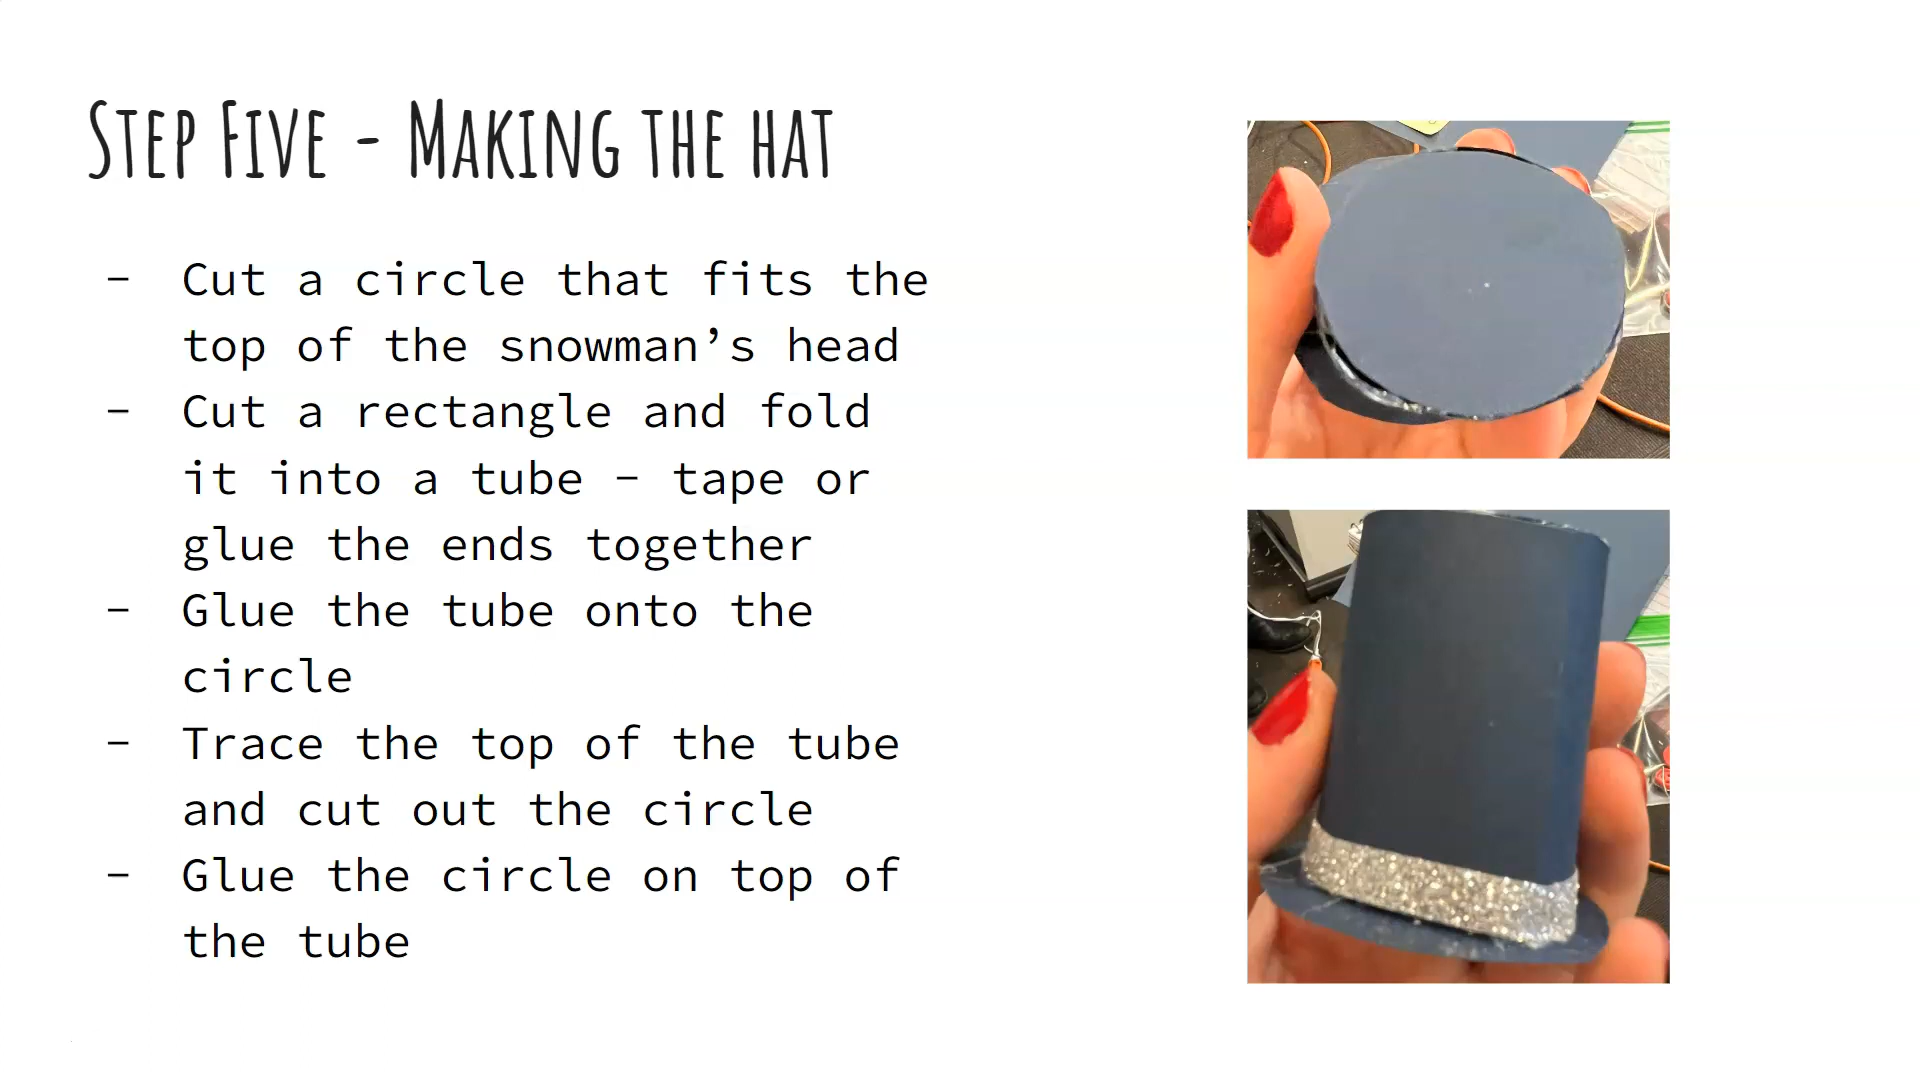 Step Five - Making the hat
- Cut a circle that fits the
top of the snowman’s head
- Cut a rectangle and fold
it into a tube - tape or
glue the ends together
- Glue the tube onto the
circle
- Trace the top of the tube
and cut out the circle
- Glue the circle on top of
the tube